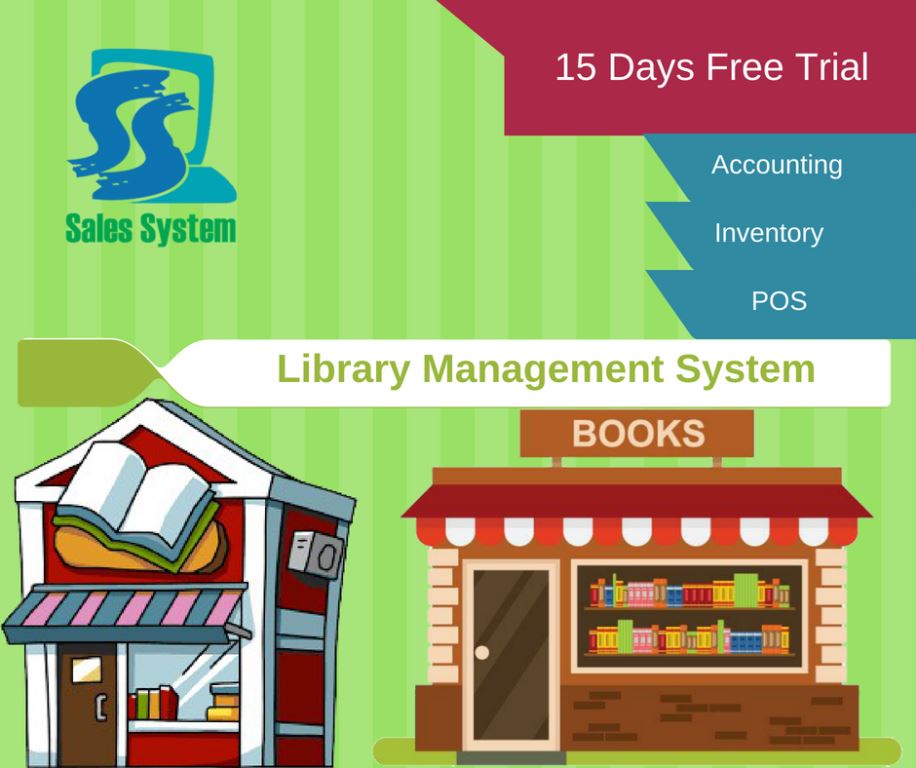 15 Days Free Trial
Sales System
Accounting
Inventory
POS
Library Management System
BOOKS